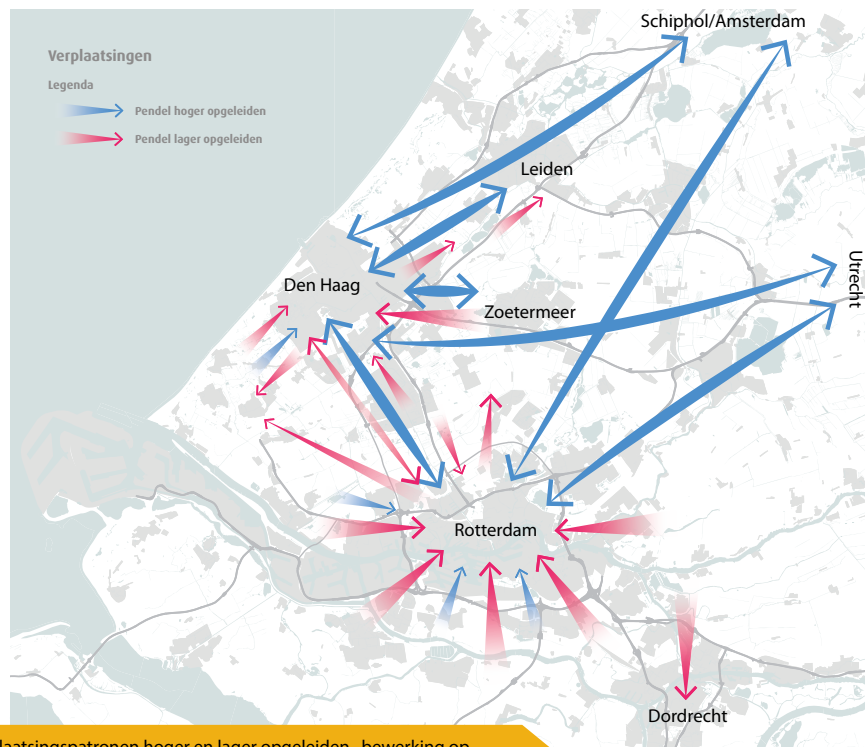 Schiphol/Amsterdam
Verplaatsingen
Legenda
Pendel hoger opgeleiden
Pendel lager opgeleiden
Leiden
Den Haag
Utrecht
Zoetermeer
Rotterdam
Dordrecht
hoger en lager opgeleiden, bewerking op